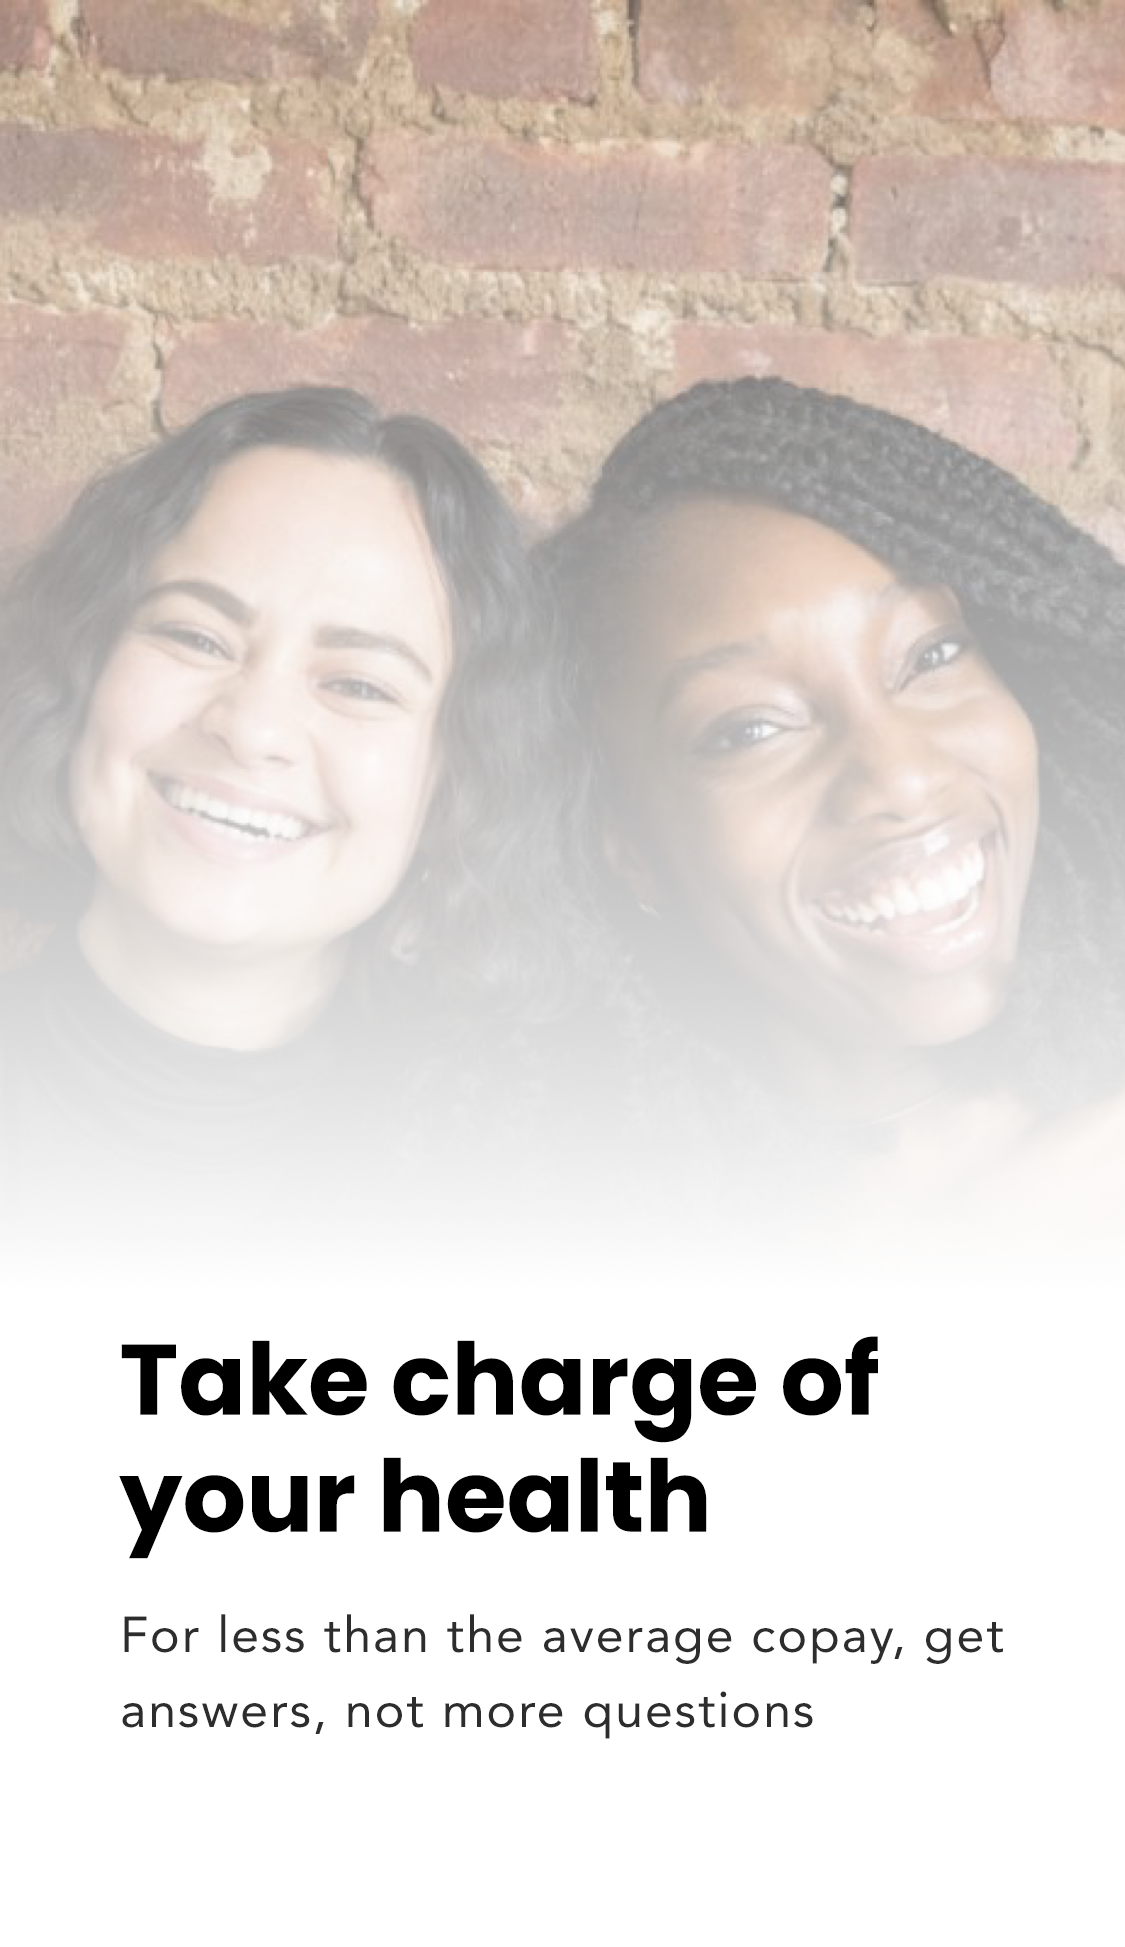 Take charge of
your health
For less than the average copay, get
answers, not more questions